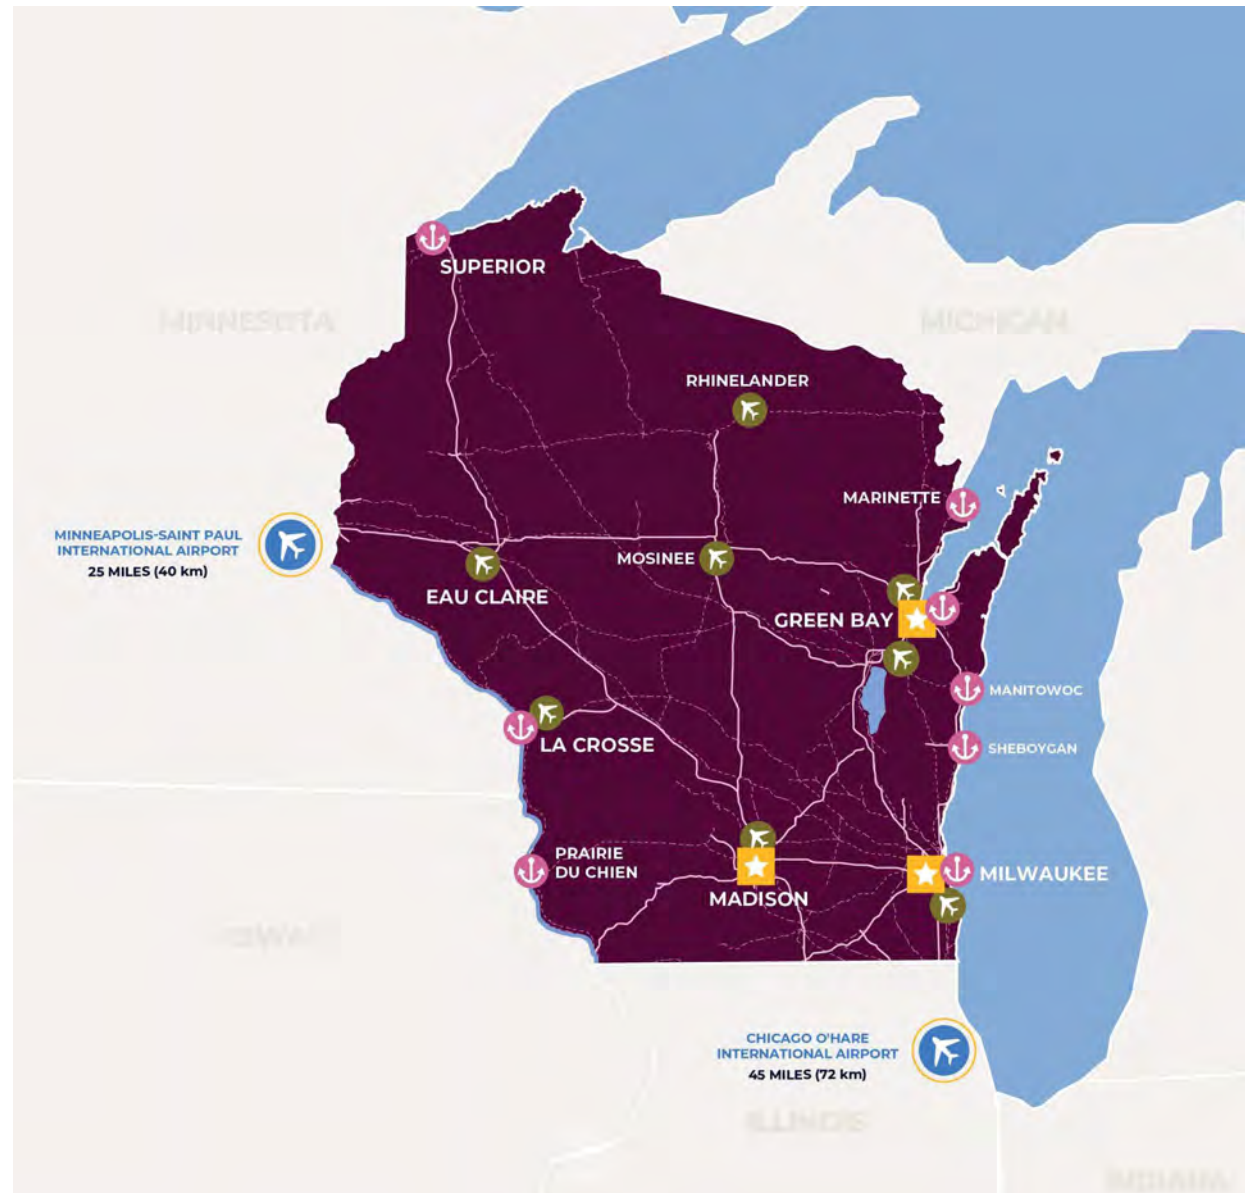 SUPERIOR
MINNESOTA
MICHIGAN
RHINELANDER
MARINETTE
MINNEAPOLIS-SAINT PAUL
INTERNATIONAL AIRPORT
25 MILES (40 km)
MOSINEE
EAU CLAIRE
GREEN BAY
MANITOWOC
LA CROSSE
SHEBOYGAN
PRAIRIE
DU CHIEN
MILWAUKEE
MADISON
IOWA
CHICAGO O'HARE
INTERNATIONAL AIRPORT
45 MILES (72 km)
ILLINOIS
INDIANA